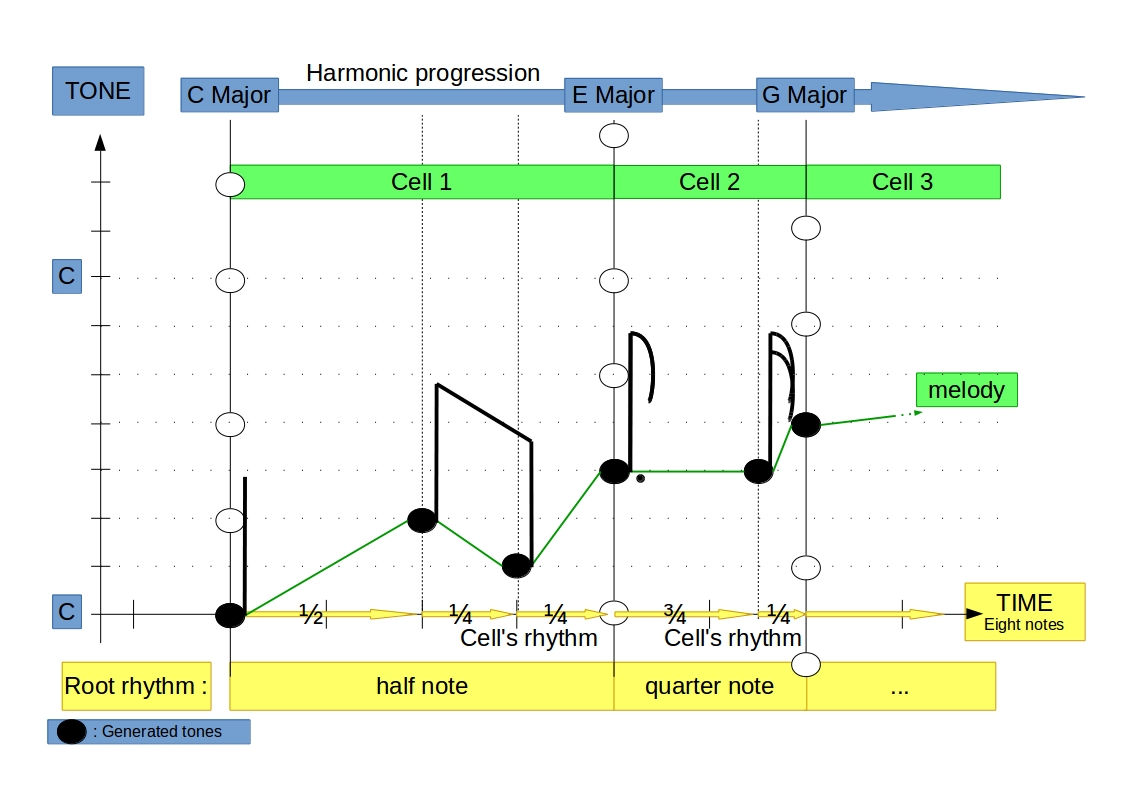 Harmonic progression
TONE
C Major
E Major
G Major
Cell 1
Cell 2
Cell 3
C
melody
C
½
¼
¼
¾
¼
TIME
Eight notes
Cell's rhythm
Cell's rhythm
Root rhythm :
half note
quarter note
...
: Generated tones